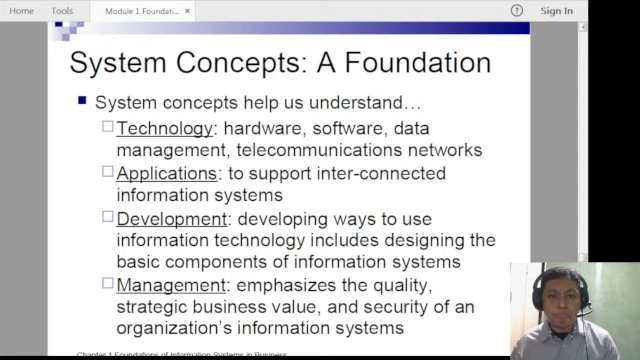 Home Tools Module 1 Foundati... × ? Sign In
System Concepts: A Foundation
System concepts help us understand…
Technology: hardware, software, data
management, telecommunications networks
Applications: to support inter-connected
information systems
Development: developing ways to use
information technology includes designing the
basic components of information systems
Management: emphasizes the quality,
strategic business value, and security of an
organization's information systems
Chapter 1 Foundations of Information Systems in Business